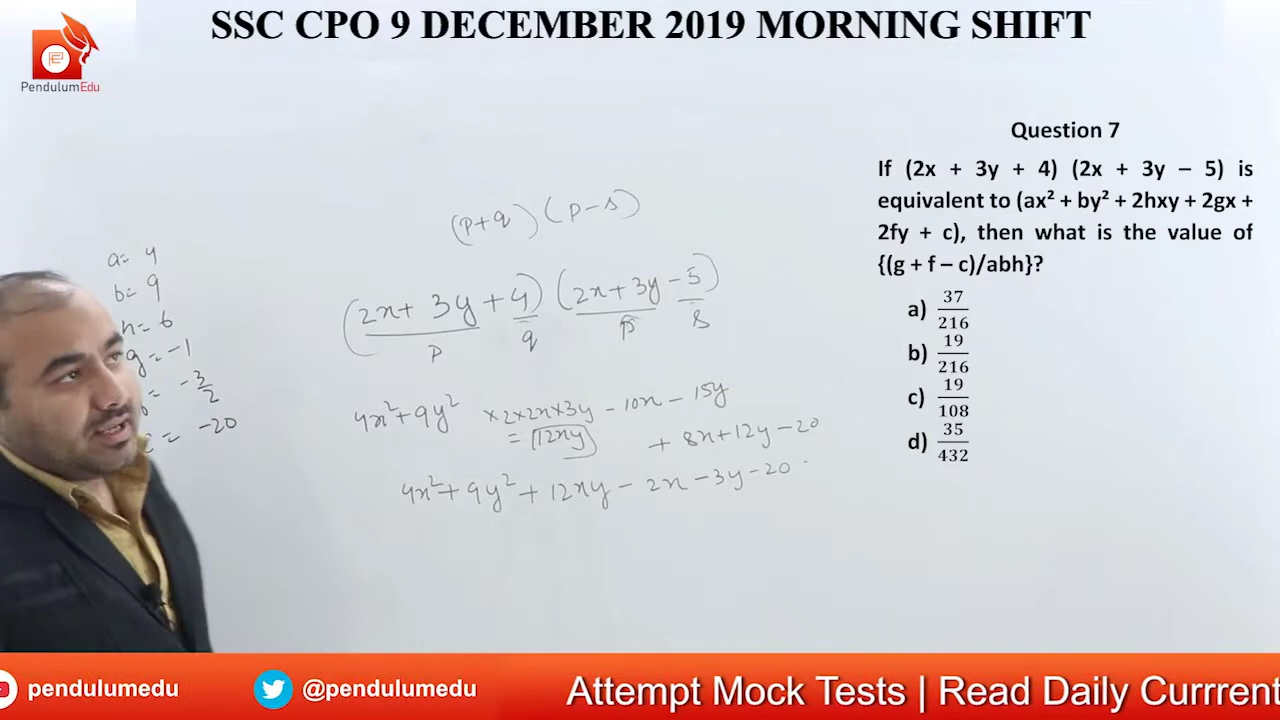 SSC CPO 9 DECEMBER 2019 MORNING SHIFT
PendulumEdu
Question 7
If (2x + 3y + 4) (2x + 3y – 5) is
equivalent to (ax² + by² + 2hxy + 2gx +
2fy + c), then what is the value of
{(g + f – c)/abh}?
a) 37/216
b) 19/216
c) 19/108
d) 35/432
(p+q) (p-s)
(2x+ 3y + 4) (2x+3y - 5)
p q p s
4x²+9y² ×2×2x×3y - 10x - 15y
= 12xy + 8x+12y-20
4x²+9y²+12xy - 2x -3y-20
a= 4
b= 9
h= 6
g= -1
= -3/2
= -20
pendulumedu
@pendulumedu
Attempt Mock Tests | Read Daily Currrent